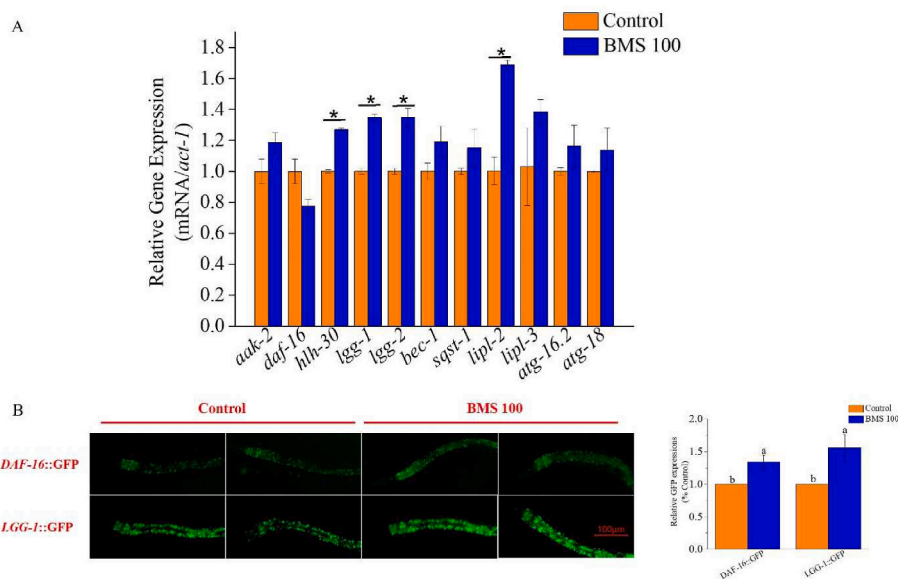 A
Control
BMS 100
Relative Gene Expression
(mRNA/act-1)
1.8
1.6
1.4
1.2
1.0
0.8
0.6
0.4
0.2
0.0
* * * *
aak-2 daf-16 hlh-30 lgg-1 lgg-2 bec-1 sqst-1 lipl-2 lipl-3 atg-16.2 atg-18
B
Control BMS 100
DAF-16::GFP
LGG-1::GFP
100μm
Control
BMS 100
Relative GFP expressions
(% Control)
2.0
1.5
1.0
0.5
0.0
b a b a
DAF-16::GFP LGG-1::GFP